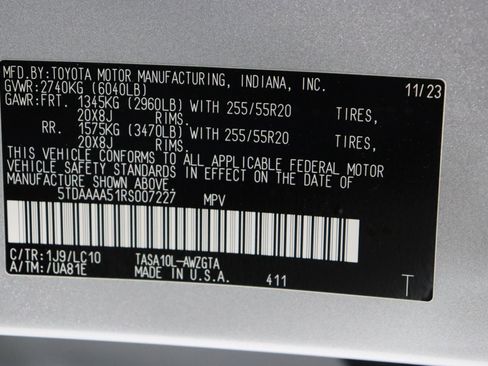 MFD.BY:TOYOTA MOTOR MANUFACTURING, INDIANA, INC. 11/23
GVWR:2740KG (6040LB)
GAWR:FRT. 1345KG (2960LB) WITH 255/55R20 TIRES,
20X8J RIMS.
RR. 1575KG (3470LB) WITH 255/55R20 TIRES,
20X8J RIMS.
THIS VEHICLE CONFORMS TO ALL APPLICABLE FEDERAL MOTOR
VEHICLE SAFETY STANDARDS IN EFFECT ON THE DATE OF
MANUFACTURE SHOWN ABOVE.
5TDAAAA51RS007227 MPV
C/TR:1J9/LC10 TASA10L-AWZGTA
A/TM:/UA81E MADE IN U.S.A. 411 T